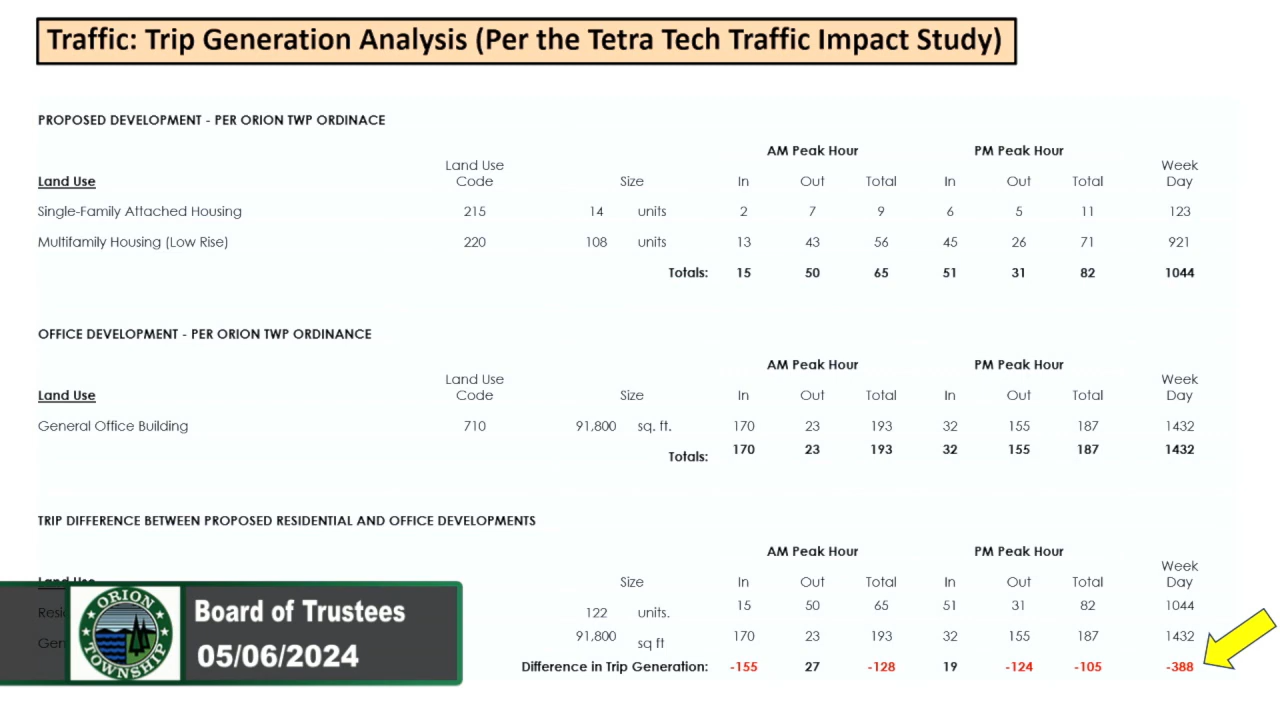 Traffic: Trip Generation Analysis (Per the Tetra Tech Traffic Impact Study)
PROPOSED DEVELOPMENT - PER ORION TWP ORDINACE
AM Peak Hour PM Peak Hour
Land Use Week
Land Use Code Size In Out Total In Out Total Day
Single-Family Attached Housing 215 14 units 2 7 9 6 5 11 123
Multifamily Housing (Low Rise) 220 108 units 13 43 56 45 26 71 921
Totals: 15 50 65 51 31 82 1044
OFFICE DEVELOPMENT - PER ORION TWP ORDINANCE
AM Peak Hour PM Peak Hour
Land Use Week
Land Use Code Size In Out Total In Out Total Day
General Office Building 710 91,800 sq. ft. 170 23 193 32 155 187 1432
Totals: 170 23 193 32 155 187 1432
TRIP DIFFERENCE BETWEEN PROPOSED RESIDENTIAL AND OFFICE DEVELOPMENTS
AM Peak Hour PM Peak Hour
Week
Land Use Size In Out Total In Out Total Day
122 units. 15 50 65 51 31 82 1044
91,800 sq ft 170 23 193 32 155 187 1432
Difference in Trip Generation: -155 27 -128 19 -124 -105 -388
ORION TOWNSHIP
Board of Trustees
05/06/2024